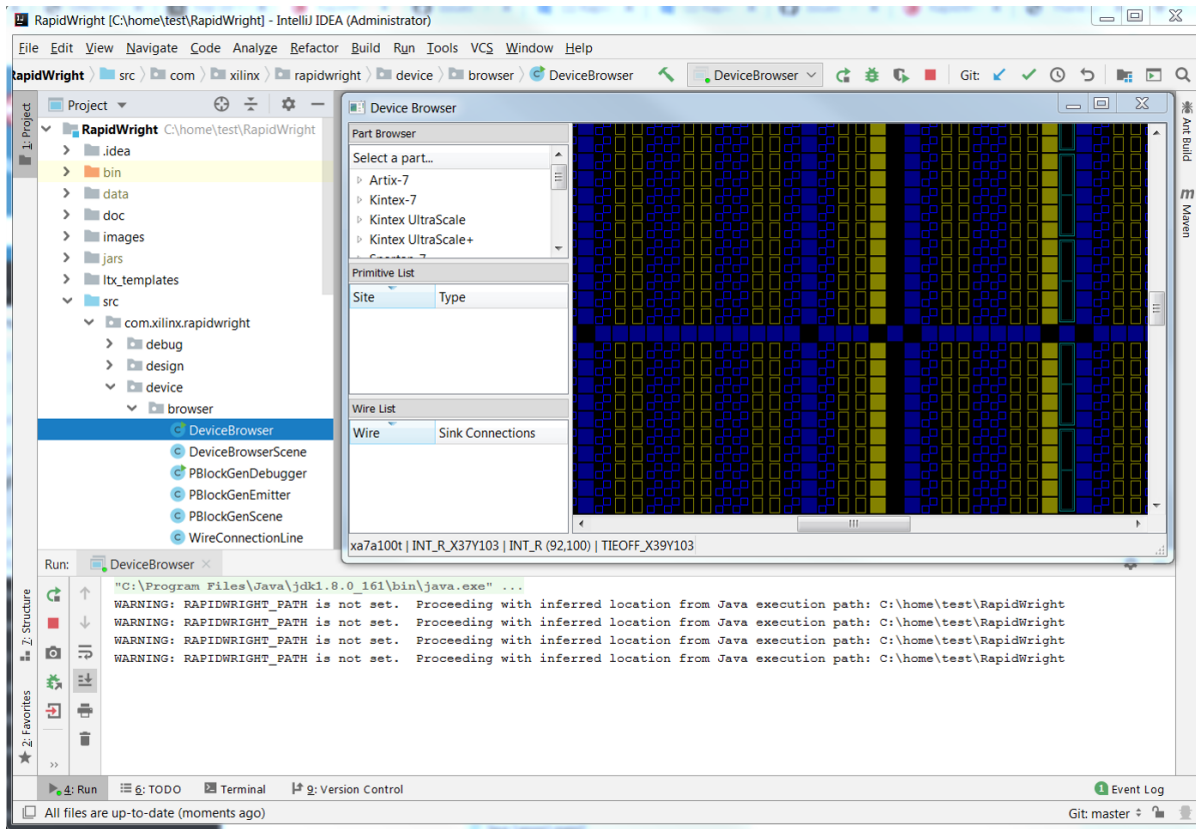 RapidWright [C:\home\test\RapidWright] - IntelliJ IDEA (Administrator)
File Edit View Navigate Code Analyze Refactor Build Run Tools VCS Window Help
RapidWright src com xilinx rapidwright device browser DeviceBrowser DeviceBrowser Git:
1: Project
Project
RapidWright C:\home\test\RapidWright
.idea
bin
data
doc
images
jars
ltx_templates
src
com.xilinx.rapidwright
debug
design
device
browser
DeviceBrowser
DeviceBrowserScene
PBlockGenDebugger
PBlockGenEmitter
PBlockGenScene
WireConnectionLine
Device Browser
Part Browser
Select a part...
Artix-7
Kintex-7
Kintex UltraScale
Kintex UltraScale+
Primitive List
Site Type
Wire List
Wire Sink Connections
xa7a100t | INT_R_X37Y103 | INT_R (92,100) | TIEOFF_X39Y103
Ant Build
m Maven
Run: DeviceBrowser
"C:\Program Files\Java\jdk1.8.0_161\bin\java.exe" ...
WARNING: RAPIDWRIGHT_PATH is not set. Proceeding with inferred location from Java execution path: C:\home\test\RapidWright
WARNING: RAPIDWRIGHT_PATH is not set. Proceeding with inferred location from Java execution path: C:\home\test\RapidWright
WARNING: RAPIDWRIGHT_PATH is not set. Proceeding with inferred location from Java execution path: C:\home\test\RapidWright
WARNING: RAPIDWRIGHT_PATH is not set. Proceeding with inferred location from Java execution path: C:\home\test\RapidWright
Z: Structure
2: Favorites
4: Run 6: TODO Terminal 9: Version Control 1 Event Log
All files are up-to-date (moments ago) Git: master